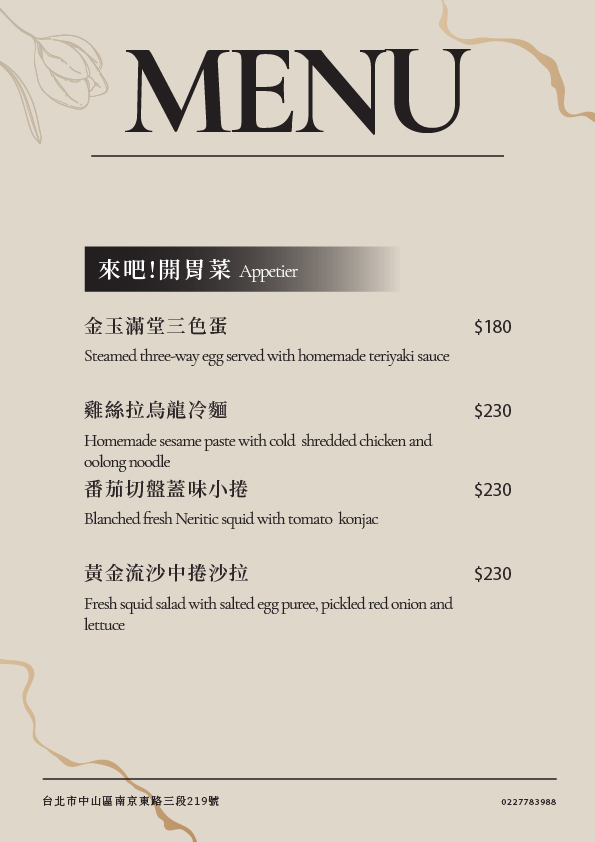 MENU
來吧!開胃菜 Appetier
金玉滿堂三色蛋 $180
Steamed three-way egg served with homemade teriyaki sauce
雞絲拉烏龍冷麵 $230
Homemade sesame paste with cold shredded chicken and
oolong noodle
番茄切盤蓋味小捲 $230
Blanched fresh Neritic squid with tomato konjac
黃金流沙中捲沙拉 $230
Fresh squid salad with salted egg puree, pickled red onion and
lettuce
台北市中山區南京東路三段219號 0227783988